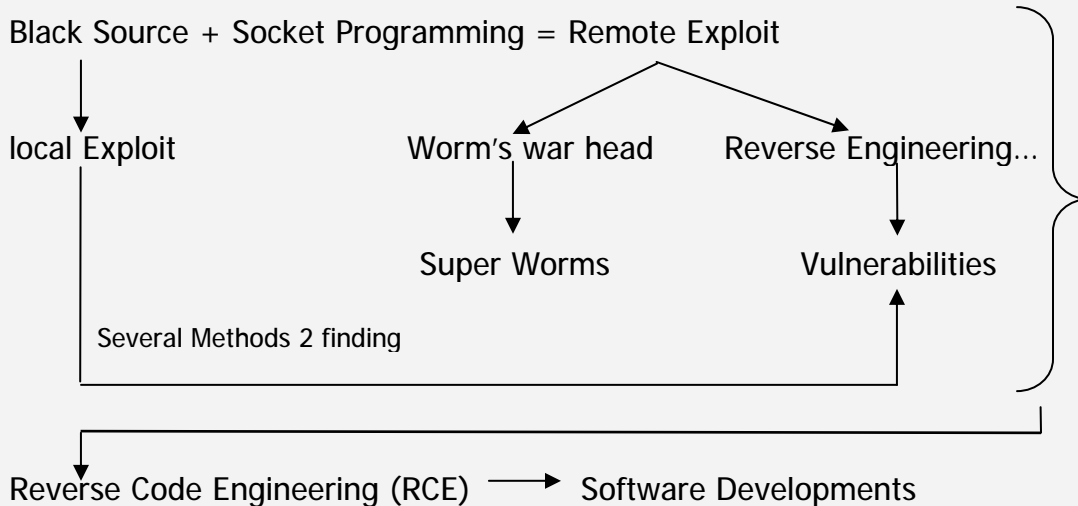 Black Source + Socket Programming = Remote Exploit
local Exploit Worm's war head Reverse Engineering...
Super Worms Vulnerabilities
Several Methods 2 finding
Reverse Code Engineering (RCE) Software Developments